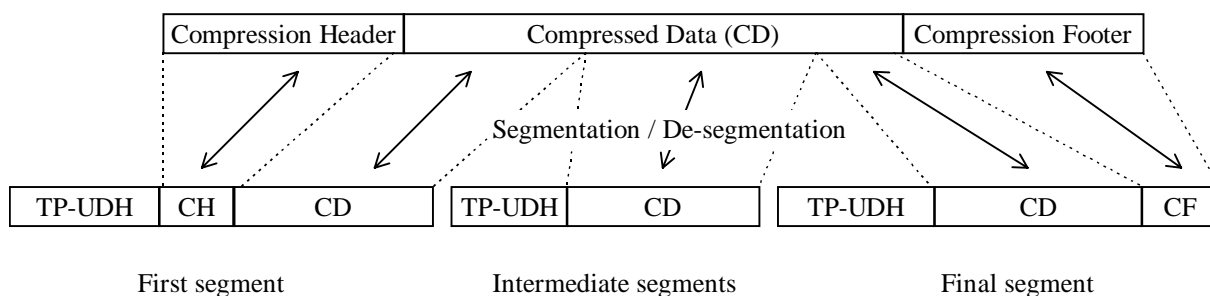 Compression Header Compressed Data (CD) Compression Footer
Segmentation / De-segmentation
TP-UDH CH CD TP-UDH CD TP-UDH CD CF
First segment Intermediate segments Final segment